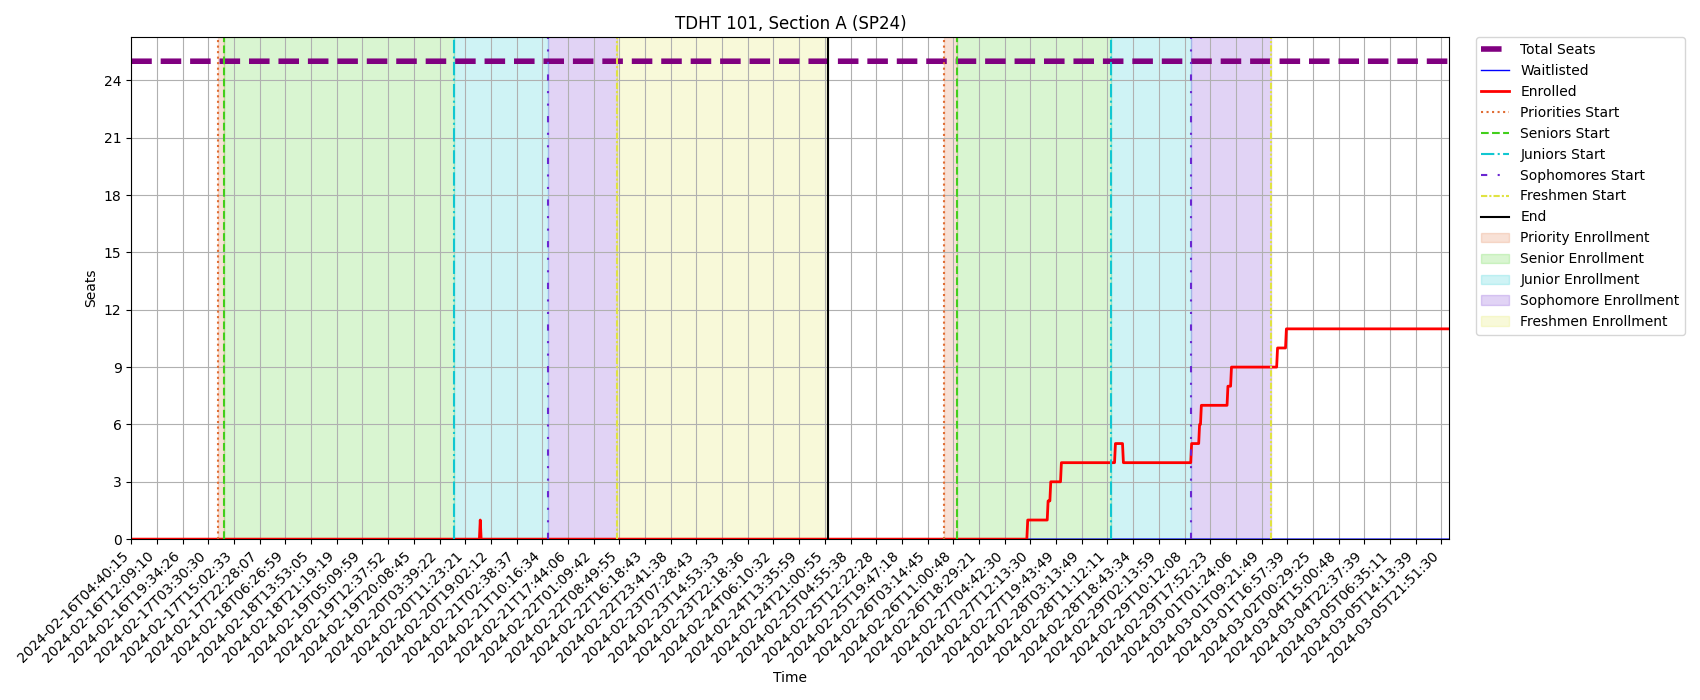 TDHT 101, Section A (SP24)
Total Seats
Waitlisted
Enrolled
Priorities Start
Seniors Start
Juniors Start
Sophomores Start
Freshmen Start
End
Priority Enrollment
Senior Enrollment
Junior Enrollment
Sophomore Enrollment
Freshmen Enrollment
Seats
24
21
18
15
12
9
6
3
0
2024-02-16T04:40:15
2024-02-16T12:09:10
2024-02-16T19:34:26
2024-02-17T03:30:30
2024-02-17T15:02:33
2024-02-17T22:28:07
2024-02-18T06:26:59
2024-02-18T13:53:05
2024-02-18T21:19:19
2024-02-19T05:09:59
2024-02-19T12:37:52
2024-02-19T20:08:45
2024-02-20T03:39:22
2024-02-20T11:23:21
2024-02-20T19:02:12
2024-02-21T02:38:37
2024-02-21T10:16:34
2024-02-21T17:44:06
2024-02-22T01:09:42
2024-02-22T08:49:55
2024-02-22T16:18:43
2024-02-22T23:41:38
2024-02-23T07:28:43
2024-02-23T14:53:33
2024-02-23T22:18:36
2024-02-24T06:10:32
2024-02-24T13:35:59
2024-02-24T21:00:55
2024-02-25T04:55:38
2024-02-25T12:22:28
2024-02-25T19:47:18
2024-02-26T03:14:45
2024-02-26T11:00:48
2024-02-26T18:29:21
2024-02-27T04:42:30
2024-02-27T12:13:30
2024-02-27T19:43:49
2024-02-28T03:13:49
2024-02-28T11:12:11
2024-02-28T18:43:34
2024-02-29T02:13:59
2024-02-29T10:12:08
2024-02-29T17:52:23
2024-03-01T01:24:06
2024-03-01T09:21:49
2024-03-01T16:57:39
2024-03-02T00:29:25
2024-03-04T15:00:48
2024-03-04T22:37:39
2024-03-05T06:35:11
2024-03-05T14:13:39
2024-03-05T21:51:30
Time